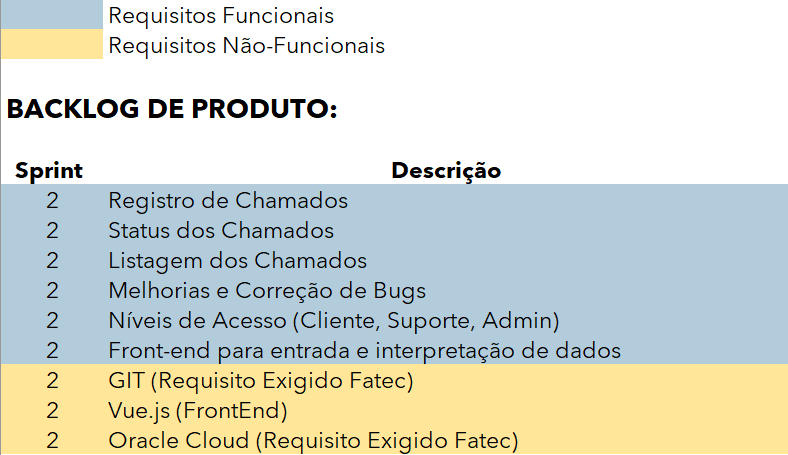 Requisitos Funcionais
Requisitos Não-Funcionais
BACKLOG DE PRODUTO:
Sprint Descrição
2 Registro de Chamados
2 Status dos Chamados
2 Listagem dos Chamados
2 Melhorias e Correção de Bugs
2 Níveis de Acesso (Cliente, Suporte, Admin)
2 Front-end para entrada e interpretação de dados
2 GIT (Requisito Exigido Fatec)
2 Vue.js (FrontEnd)
2 Oracle Cloud (Requisito Exigido Fatec)